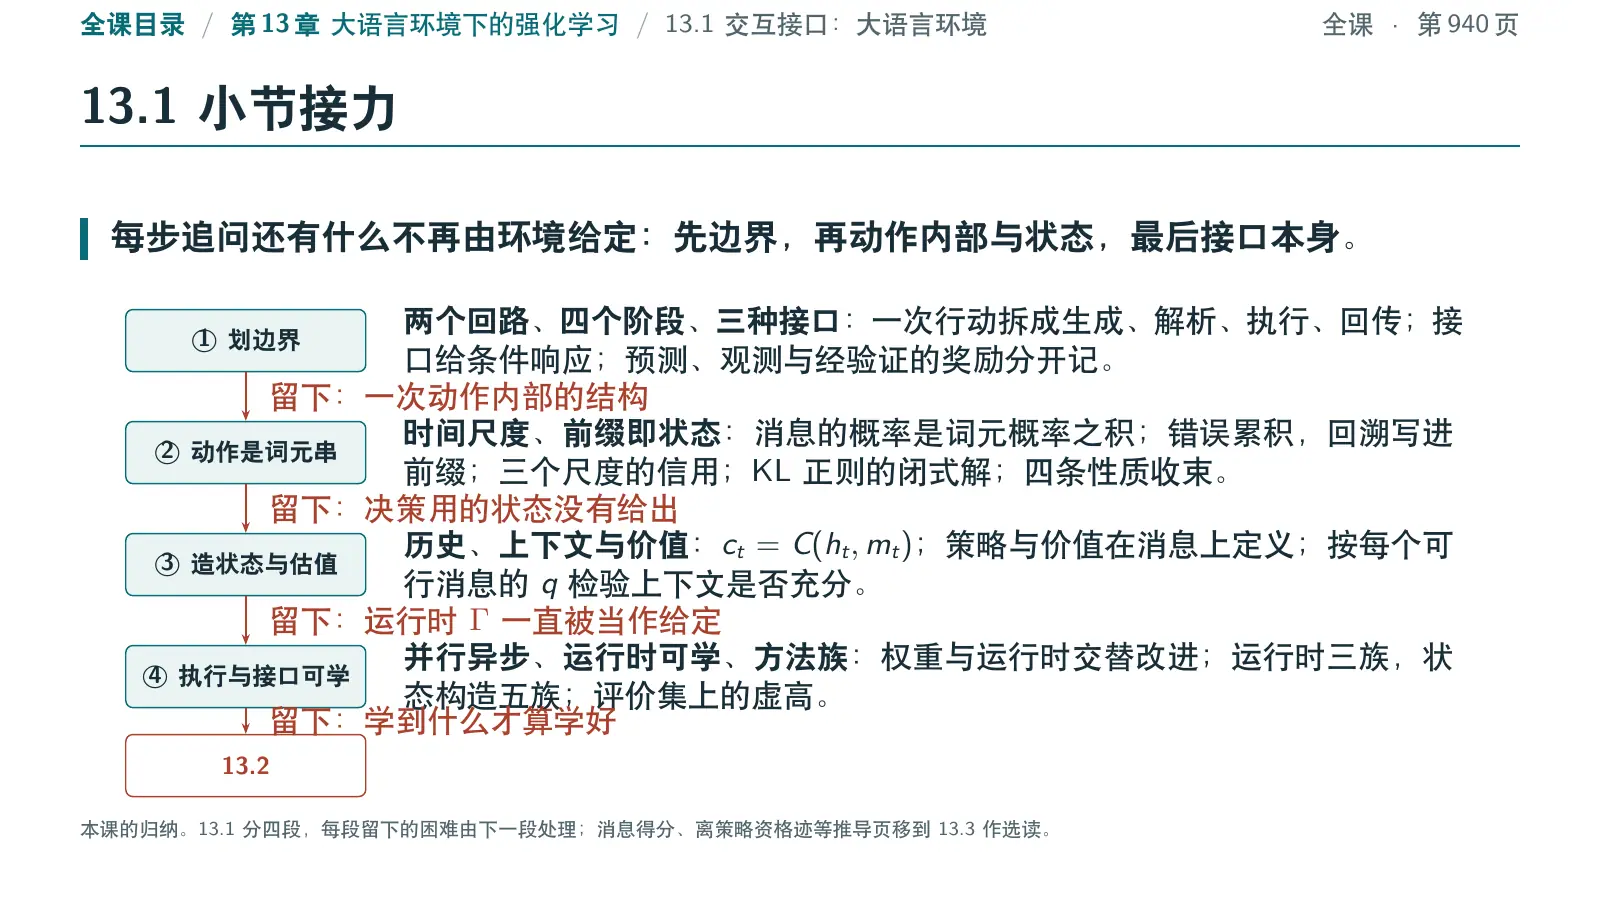 全课目录 / 第 13 章 大语言环境下的强化学习 / 13.1 交互接口：大语言环境 全课 · 第 940 页
13.1 小节接力
每步追问还有什么不再由环境给定：先边界，再动作内部与状态，最后接口本身。
① 划边界
两个回路、四个阶段、三种接口：一次行动拆成生成、解析、执行、回传；接
口给条件响应；预测、观测与经验证的奖励分开记。
留下：一次动作内部的结构
② 动作是词元串
时间尺度、前缀即状态：消息的概率是词元概率之积；错误累积，回溯写进
前缀；三个尺度的信用；KL 正则的闭式解；四条性质收束。
留下：决策用的状态没有给出
③ 造状态与估值
历史、上下文与价值：c_t = C(h_t, m_t)；策略与价值在消息上定义；按每个可
行消息的 q 检验上下文是否充分。
留下：运行时 Γ 一直被当作给定
④ 执行与接口可学
并行异步、运行时可学、方法族：权重与运行时交替改进；运行时三族，状
态构造五族；评价集上的虚高。
留下：学到什么才算学好
13.2
本课的归纳。13.1 分四段，每段留下的困难由下一段处理；消息得分、离策略资格迹等推导页移到 13.3 作选读。